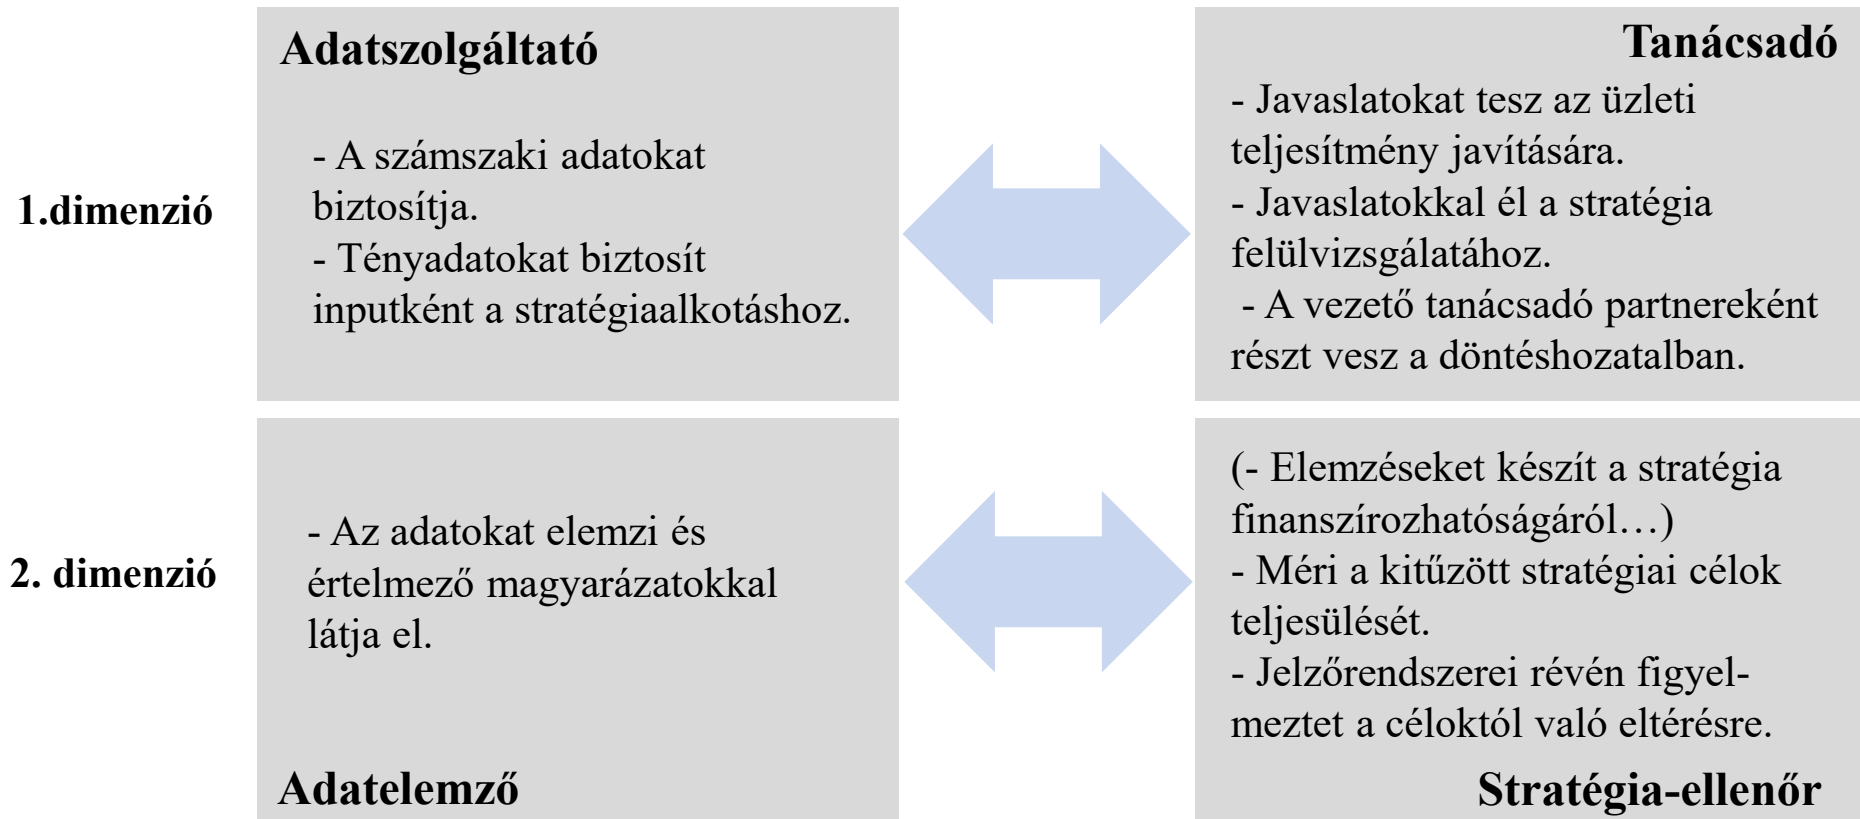 Adatszolgáltató
- A számszaki adatokat
biztosítja.
- Tényadatokat biztosít
inputként a stratégiaalkotáshoz.
Tanácsadó
- Javaslatokat tesz az üzleti
teljesítmény javítására.
- Javaslatokkal él a stratégia
felülvizsgálatához.
- A vezető tanácsadó partnereként
részt vesz a döntéshozatalban.
1.dimenzió
2. dimenzió
- Az adatokat elemzi és
értelmező magyarázatokkal
látja el.
Adatelemző
(- Elemzéseket készít a stratégia
finanszírozhatóságáról…)
- Méri a kitűzött stratégiai célok
teljesülését.
- Jelzőrendszerei révén figyel-
meztet a céloktól való eltérésre.
Stratégia-ellenőr